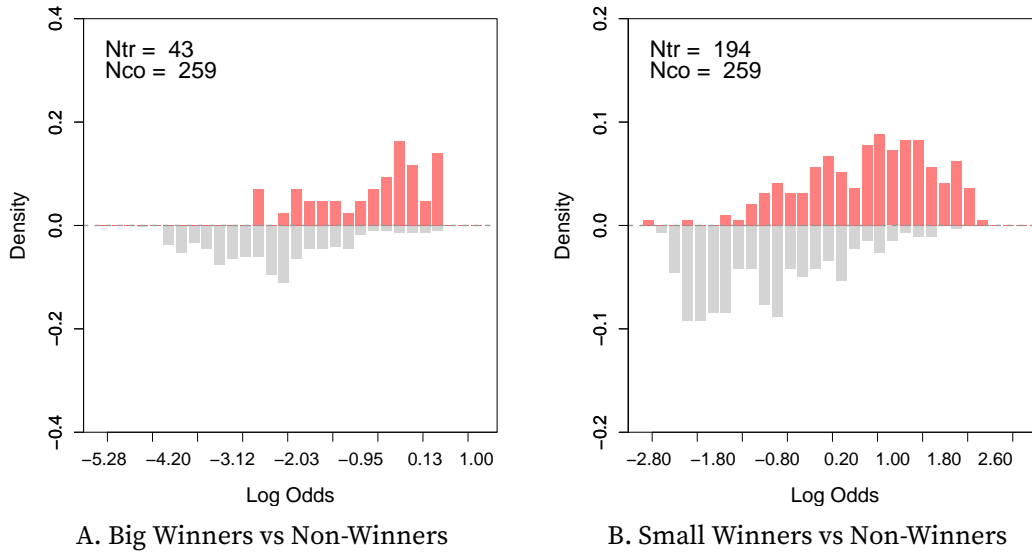 Ntr = 43
Nco = 259
0.4
0.2
0.0
−0.2
−0.4
Density
−5.28 −4.20 −3.12 −2.03 −0.95 0.13 1.00
Log Odds
A. Big Winners vs Non-Winners
Ntr = 194
Nco = 259
0.2
0.1
0.0
−0.1
−0.2
Density
−2.80 −1.80 −0.80 0.20 1.00 1.80 2.60
Log Odds
B. Small Winners vs Non-Winners